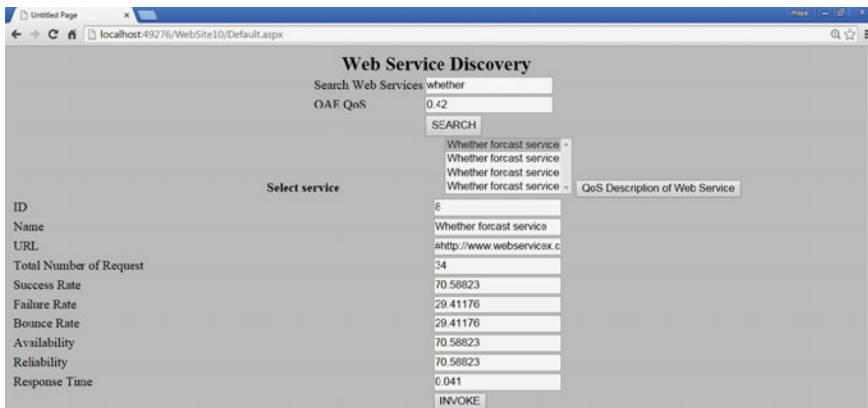 Untitled Page
maya
localhost:49276/WebSite10/Default.aspx
Web Service Discovery
Search Web Services whether
OAE QoS 0.42
SEARCH
Whether forcast service
Whether forcast service
Whether forcast service
Select service Whether forcast service QoS Description of Web Service
ID 8
Name Whether forcast service
URL #http://www.webservicex.c
Total Number of Request 34
Success Rate 70.58823
Failure Rate 29.41176
Bounce Rate 29.41176
Availability 70.58823
Reliability 70.58823
Response Time 0.041
INVOKE